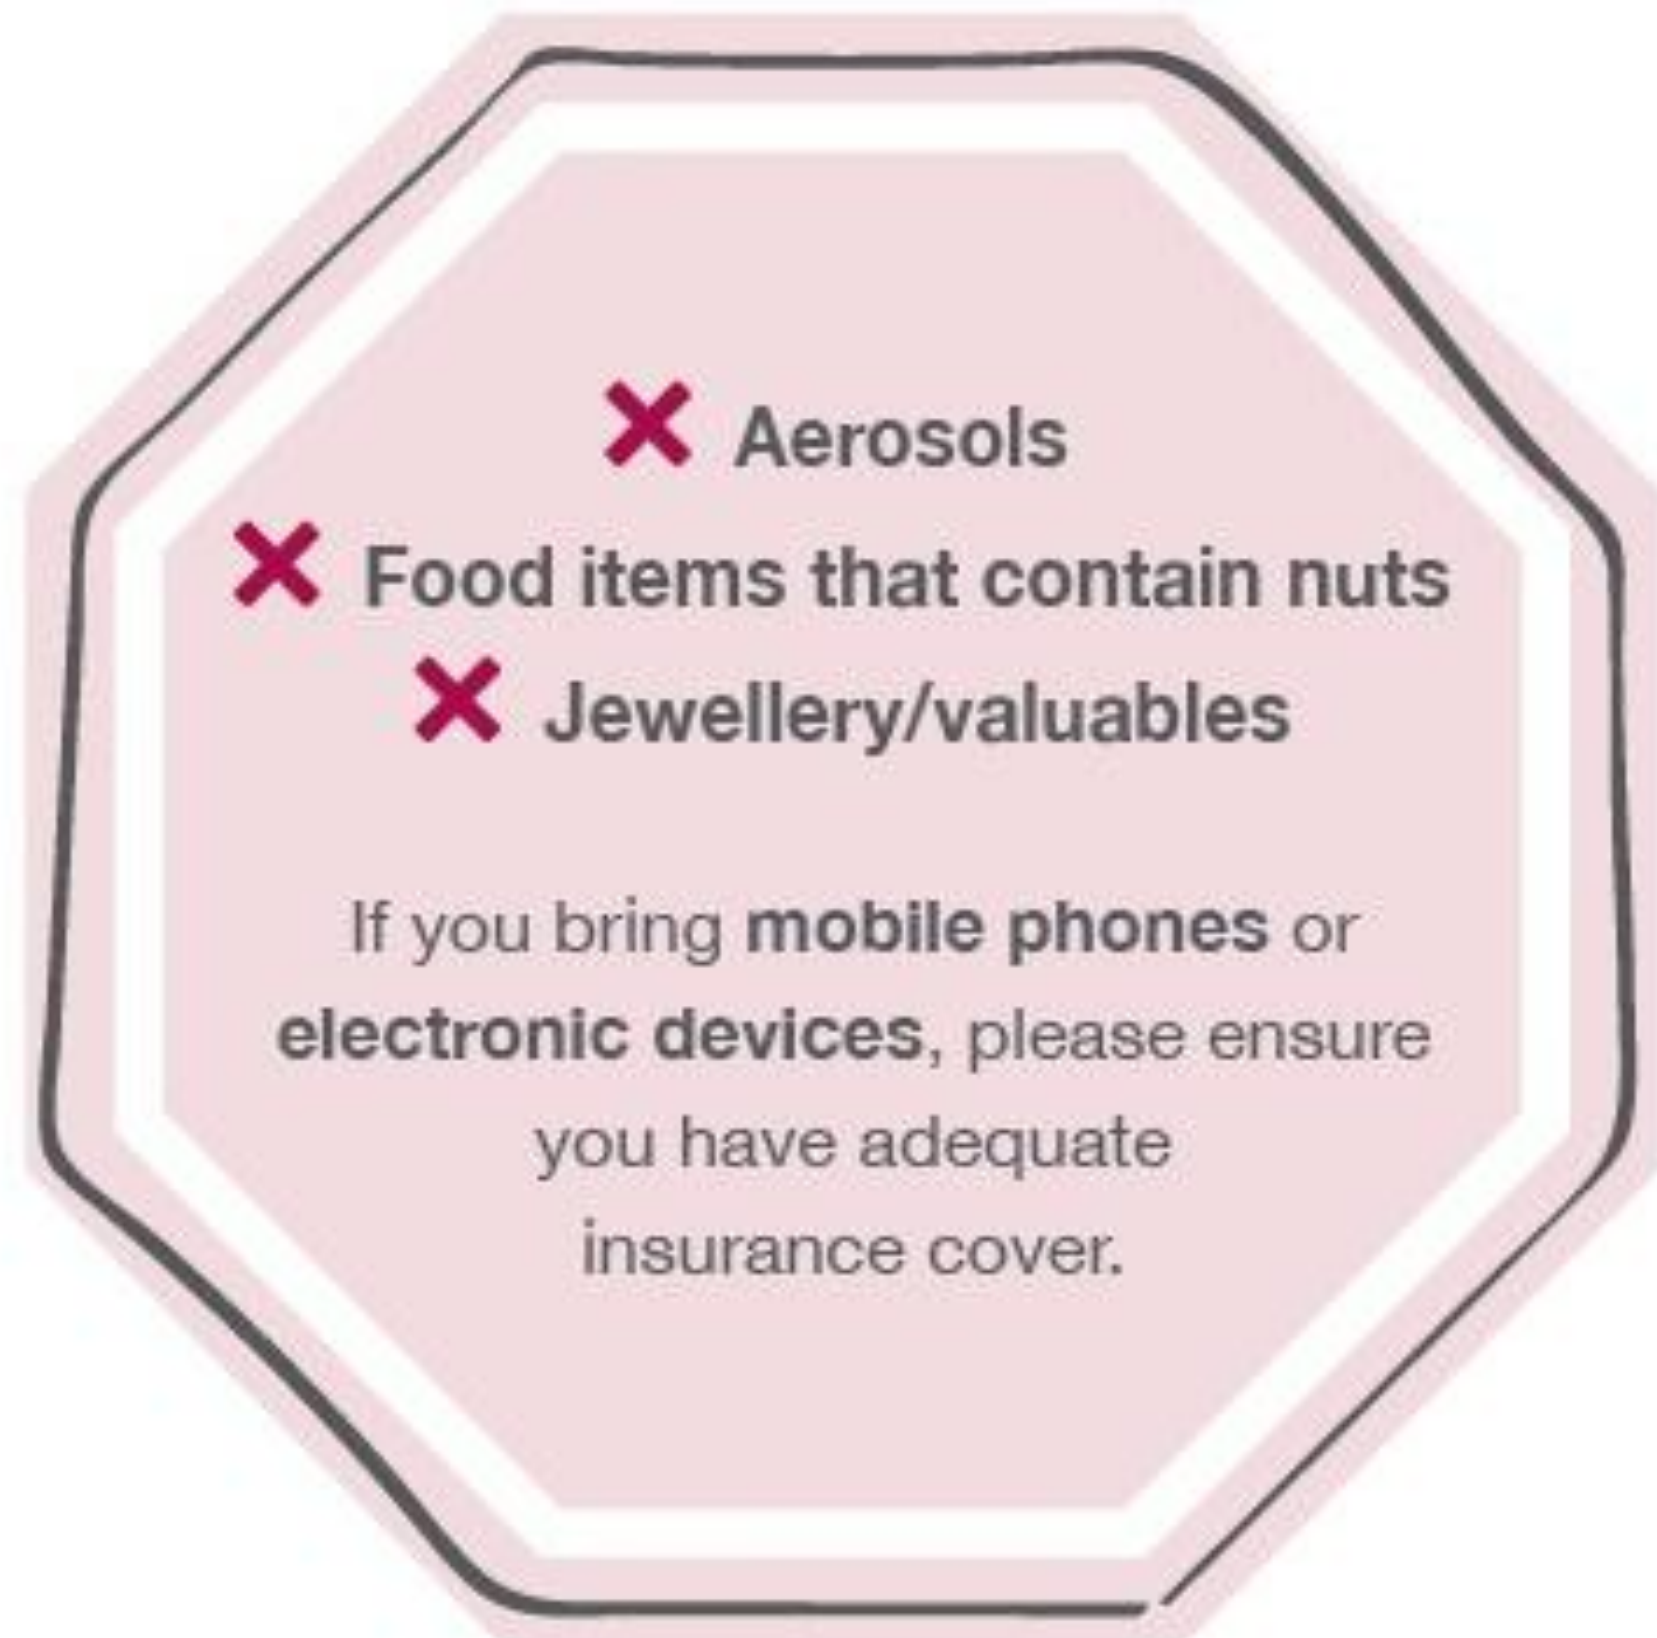 Aerosols
Food items that contain nuts
Jewellery/valuables
If you bring mobile phones or
electronic devices, please ensure
you have adequate
insurance cover.